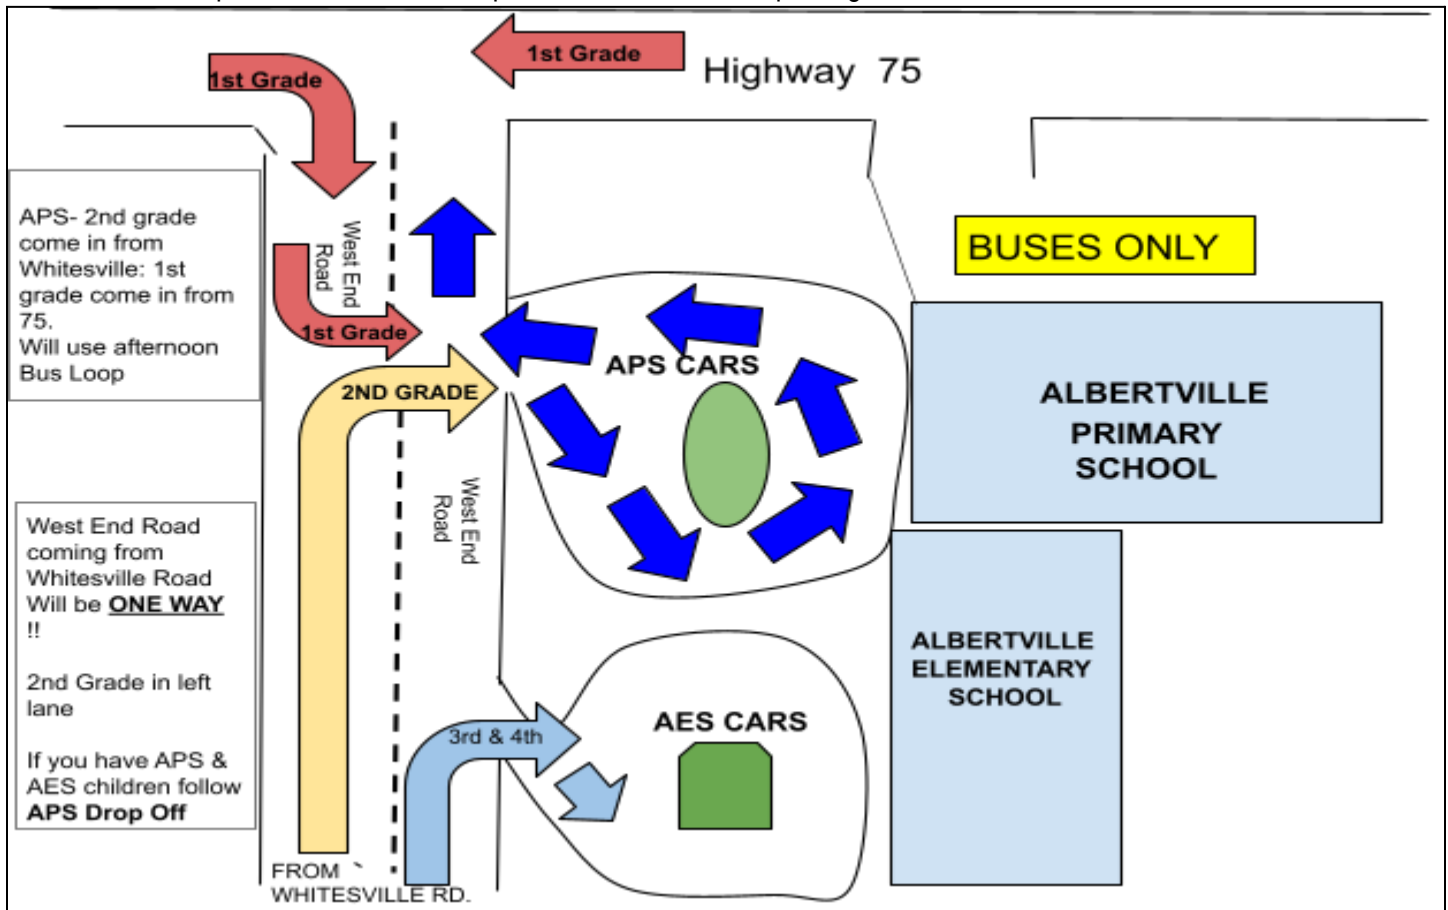 1st Grade
Highway 75
1st Grade
APS- 2nd grade
come in from
Whitesville: 1st
grade come in from
75.
Will use afternoon
Bus Loop
West End
Road
1st Grade
2ND GRADE
APS CARS
BUSES ONLY
ALBERTVILLE
PRIMARY
SCHOOL
West End Road
coming from
Whitesville Road
Will be ONE WAY
!!
2nd Grade in left
lane
If you have APS &
AES children follow
APS Drop Off
West End
Road
3rd & 4th
AES CARS
ALBERTVILLE
ELEMENTARY
SCHOOL
FROM `
WHITESVILLE RD.